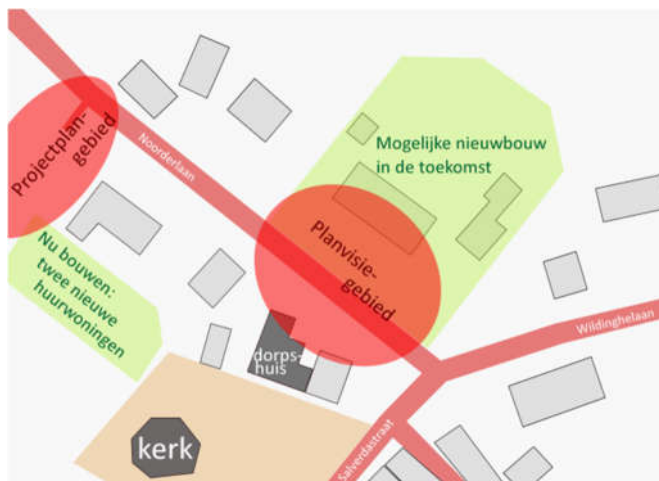 Projectplan-
gebied
Noorderlaan
Mogelijke nieuwbouw
in de toekomst
Planvisie-
gebied
Nu bouwen:
twee nieuwe
huurwoningen
dorps-
huis
Wildinghelaan
kerk
Salverdastraat